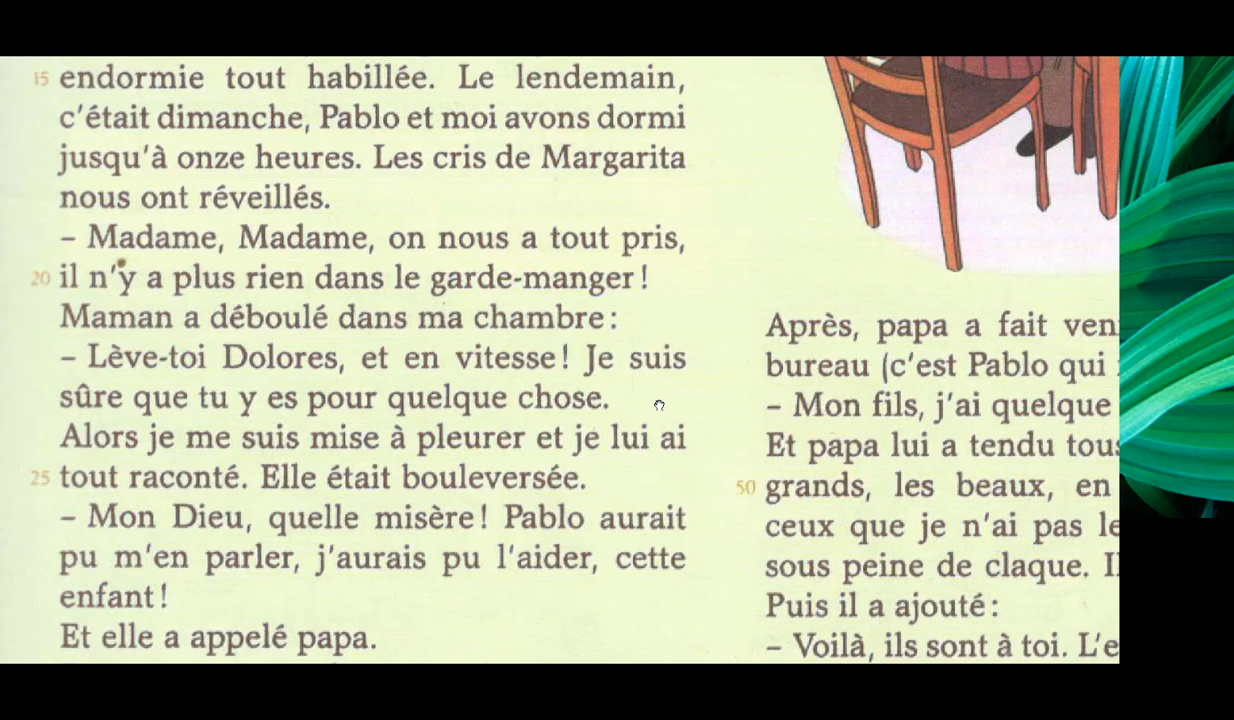 15 endormie tout habillée. Le lendemain,
c'était dimanche, Pablo et moi avons dormi
jusqu'à onze heures. Les cris de Margarita
nous ont réveillés.
– Madame, Madame, on nous a tout pris,
20 il n'y a plus rien dans le garde-manger !
Maman a déboulé dans ma chambre :
– Lève-toi Dolores, et en vitesse ! Je suis
sûre que tu y es pour quelque chose.
Alors je me suis mise à pleurer et je lui ai
25 tout raconté. Elle était bouleversée.
– Mon Dieu, quelle misère ! Pablo aurait
pu m'en parler, j'aurais pu l'aider, cette
enfant !
Et elle a appelé papa.
Après, papa a fait
bureau (c'est Pablo qui
– Mon fils, j'ai quelque
Et papa lui a tendu
50 grands, les beaux, en
ceux que je n'ai pas
sous peine de claque.
Puis il a ajouté :
– Voilà, ils sont à toi.